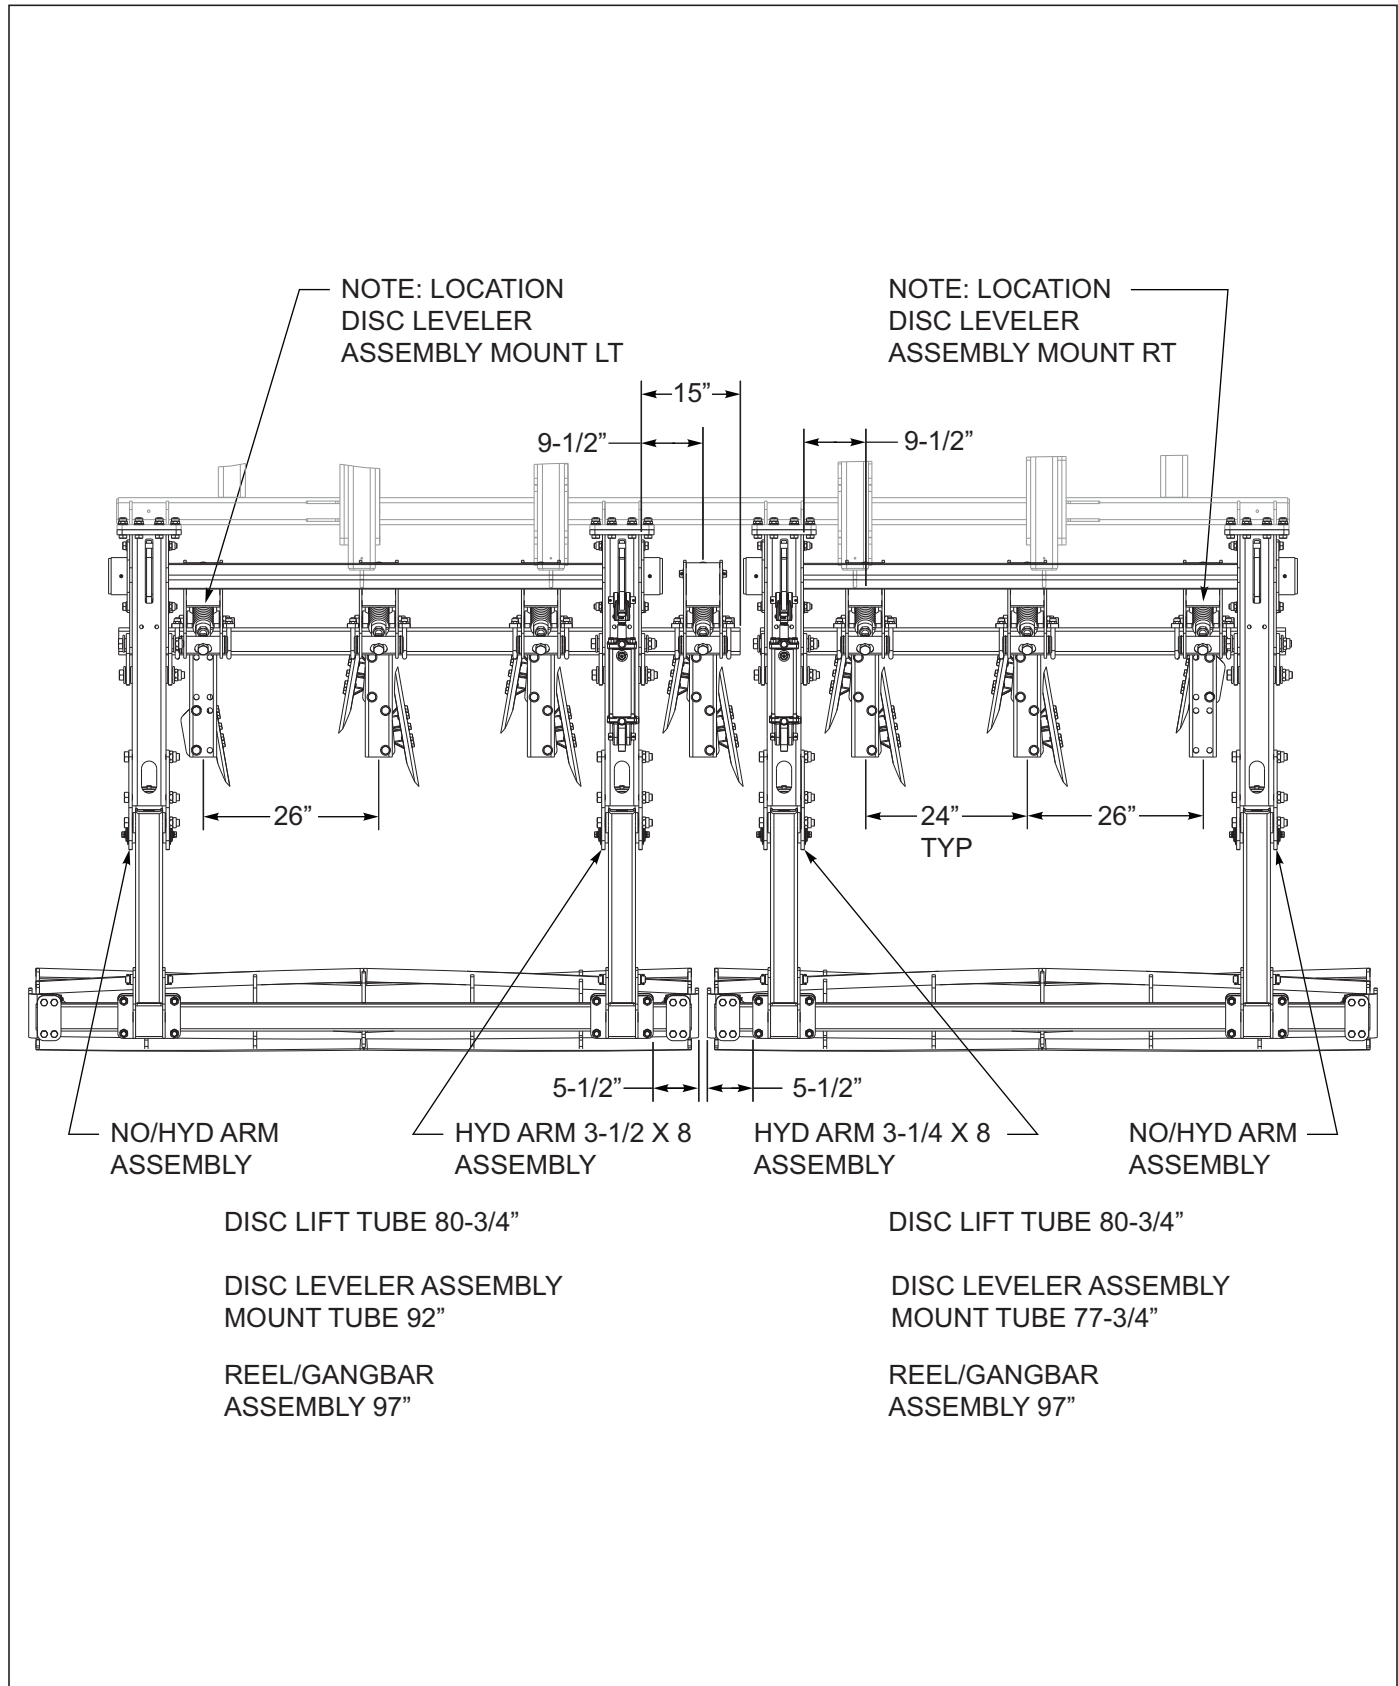 NOTE: LOCATION
DISC LEVELER
ASSEMBLY MOUNT LT
NOTE: LOCATION
DISC LEVELER
ASSEMBLY MOUNT RT
15”
9-1/2”
9-1/2”
26”
24”
TYP
26”
5-1/2”
5-1/2”
NO/HYD ARM
ASSEMBLY
HYD ARM 3-1/2 X 8
ASSEMBLY
HYD ARM 3-1/4 X 8
ASSEMBLY
NO/HYD ARM
ASSEMBLY
DISC LIFT TUBE 80-3/4”
DISC LEVELER ASSEMBLY
MOUNT TUBE 92”
REEL/GANGBAR
ASSEMBLY 97”
DISC LIFT TUBE 80-3/4”
DISC LEVELER ASSEMBLY
MOUNT TUBE 77-3/4”
REEL/GANGBAR
ASSEMBLY 97”